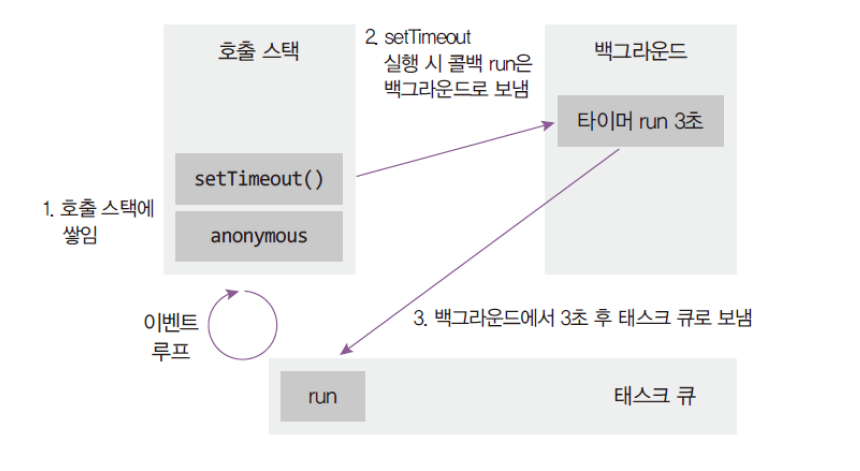 호출 스택
2. setTimeout
실행 시 콜백 run은
백그라운드로 보냄
백그라운드
타이머 run 3초
setTimeout()
1. 호출 스택에
쌓임
anonymous
이벤트
루프
3. 백그라운드에서 3초 후 태스크 큐로 보냄
run
태스크 큐